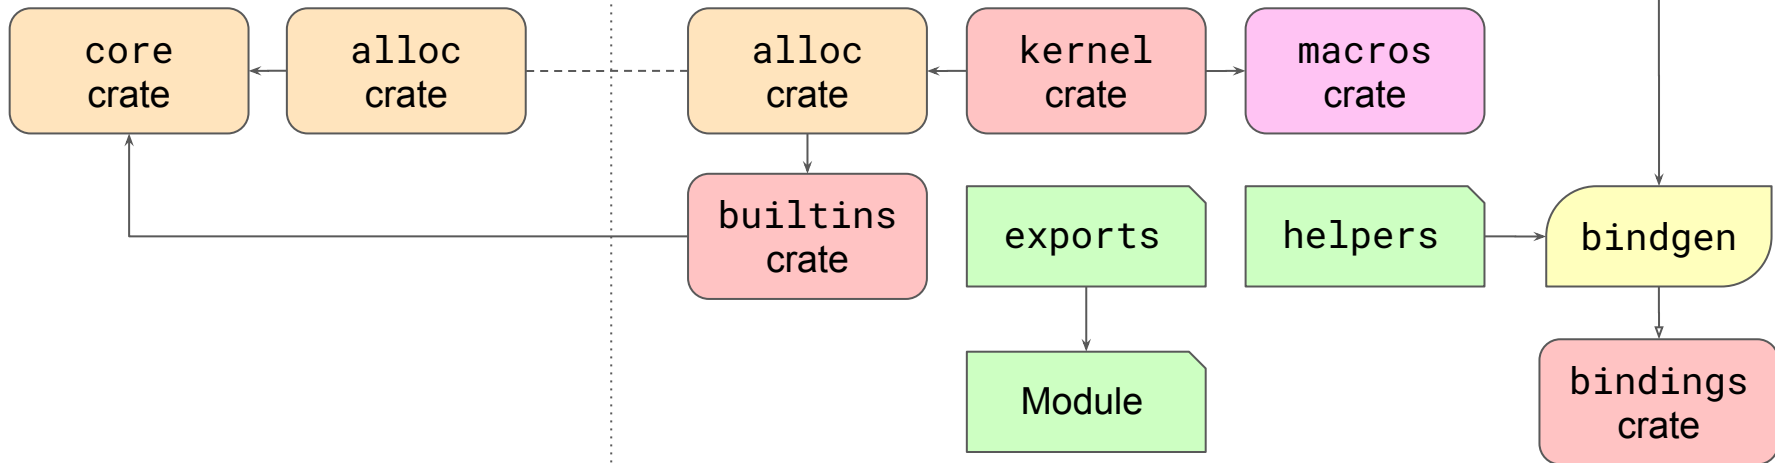 core
crate
alloc
crate
alloc
crate
kernel
crate
macros
crate
builtins
crate
exports
helpers
bindgen
Module
bindings
crate